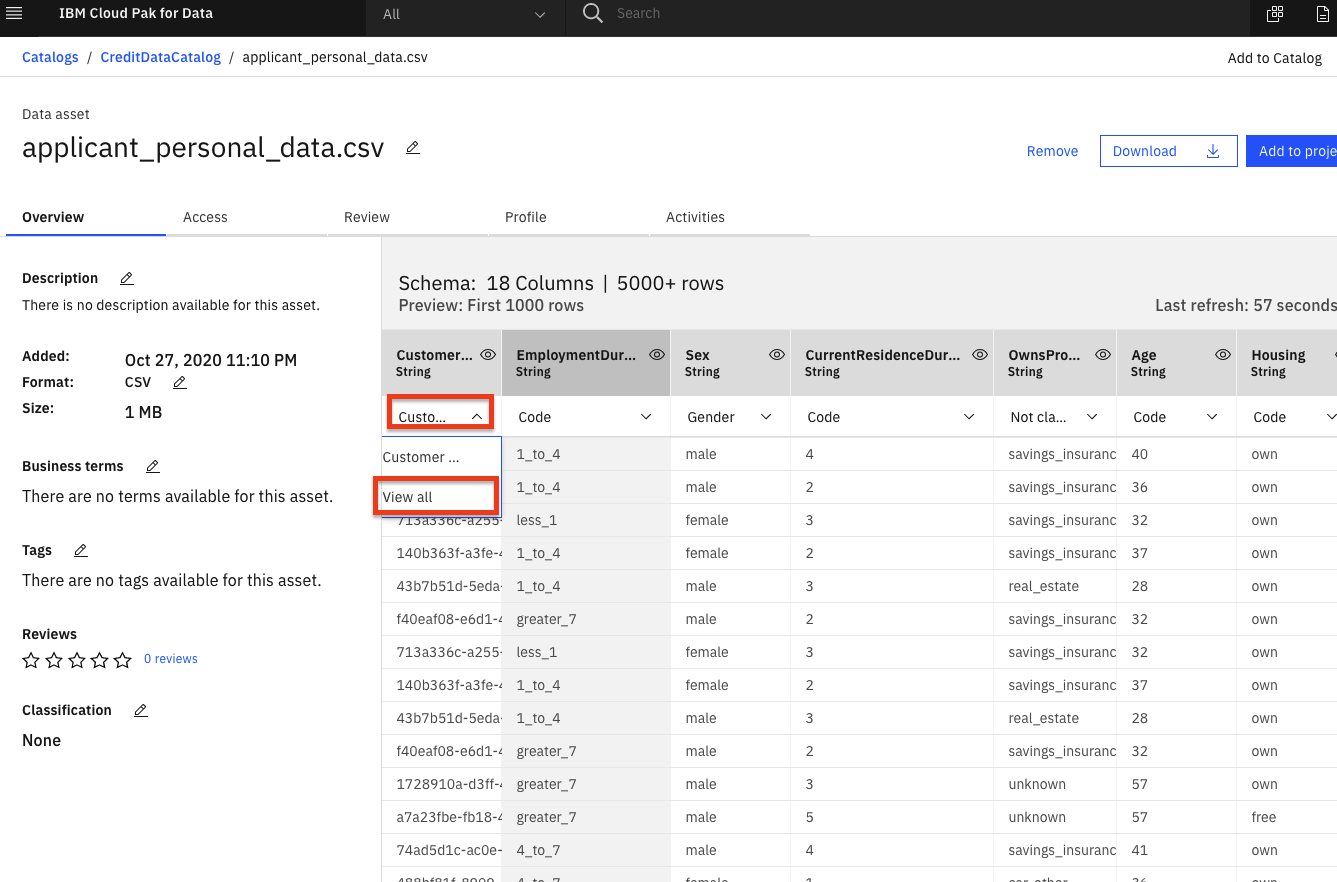 IBM Cloud Pak for Data
All
Search
Catalogs / CreditDataCatalog / applicant_personal_data.csv
Add to Catalog
Data asset
applicant_personal_data.csv
Remove
Download
Add to proje
Overview
Access
Review
Profile
Activities
Description
There is no description available for this asset.
Added: Oct 27, 2020 11:10 PM
Format: CSV
Size: 1 MB
Business terms
There are no terms available for this asset.
Tags
There are no tags available for this asset.
Reviews
0 reviews
Classification
None
Schema: 18 Columns | 5000+ rows
Preview: First 1000 rows
Last refresh: 57 seconds
Customer... EmploymentDur... Sex CurrentResidenceDur... OwnsPro... Age Housing
String String String String String String String
Custo... Code Gender Code Not cla... Code Code
Customer ...
View all
1_to_4 male 4 savings_insuranc 40 own
1_to_4 male 2 savings_insuranc 36 own
713a336c-a255- less_1 female 3 savings_insuranc 32 own
140b363f-a3fe-4 1_to_4 female 2 savings_insuranc 37 own
43b7b51d-5eda- 1_to_4 male 3 real_estate 28 own
f40eaf08-e6d1-4 greater_7 male 2 savings_insuranc 32 own
713a336c-a255- less_1 female 3 savings_insuranc 32 own
140b363f-a3fe-4 1_to_4 female 2 savings_insuranc 37 own
43b7b51d-5eda- 1_to_4 male 3 real_estate 28 own
f40eaf08-e6d1-4 greater_7 male 2 savings_insuranc 32 own
1728910a-d3ff-4 greater_7 male 3 unknown 57 own
a7a23fbe-fb18-4 greater_7 male 5 unknown 57 free
74ad5d1c-ac0e- 4_to_7 male 4 savings_insuranc 41 own